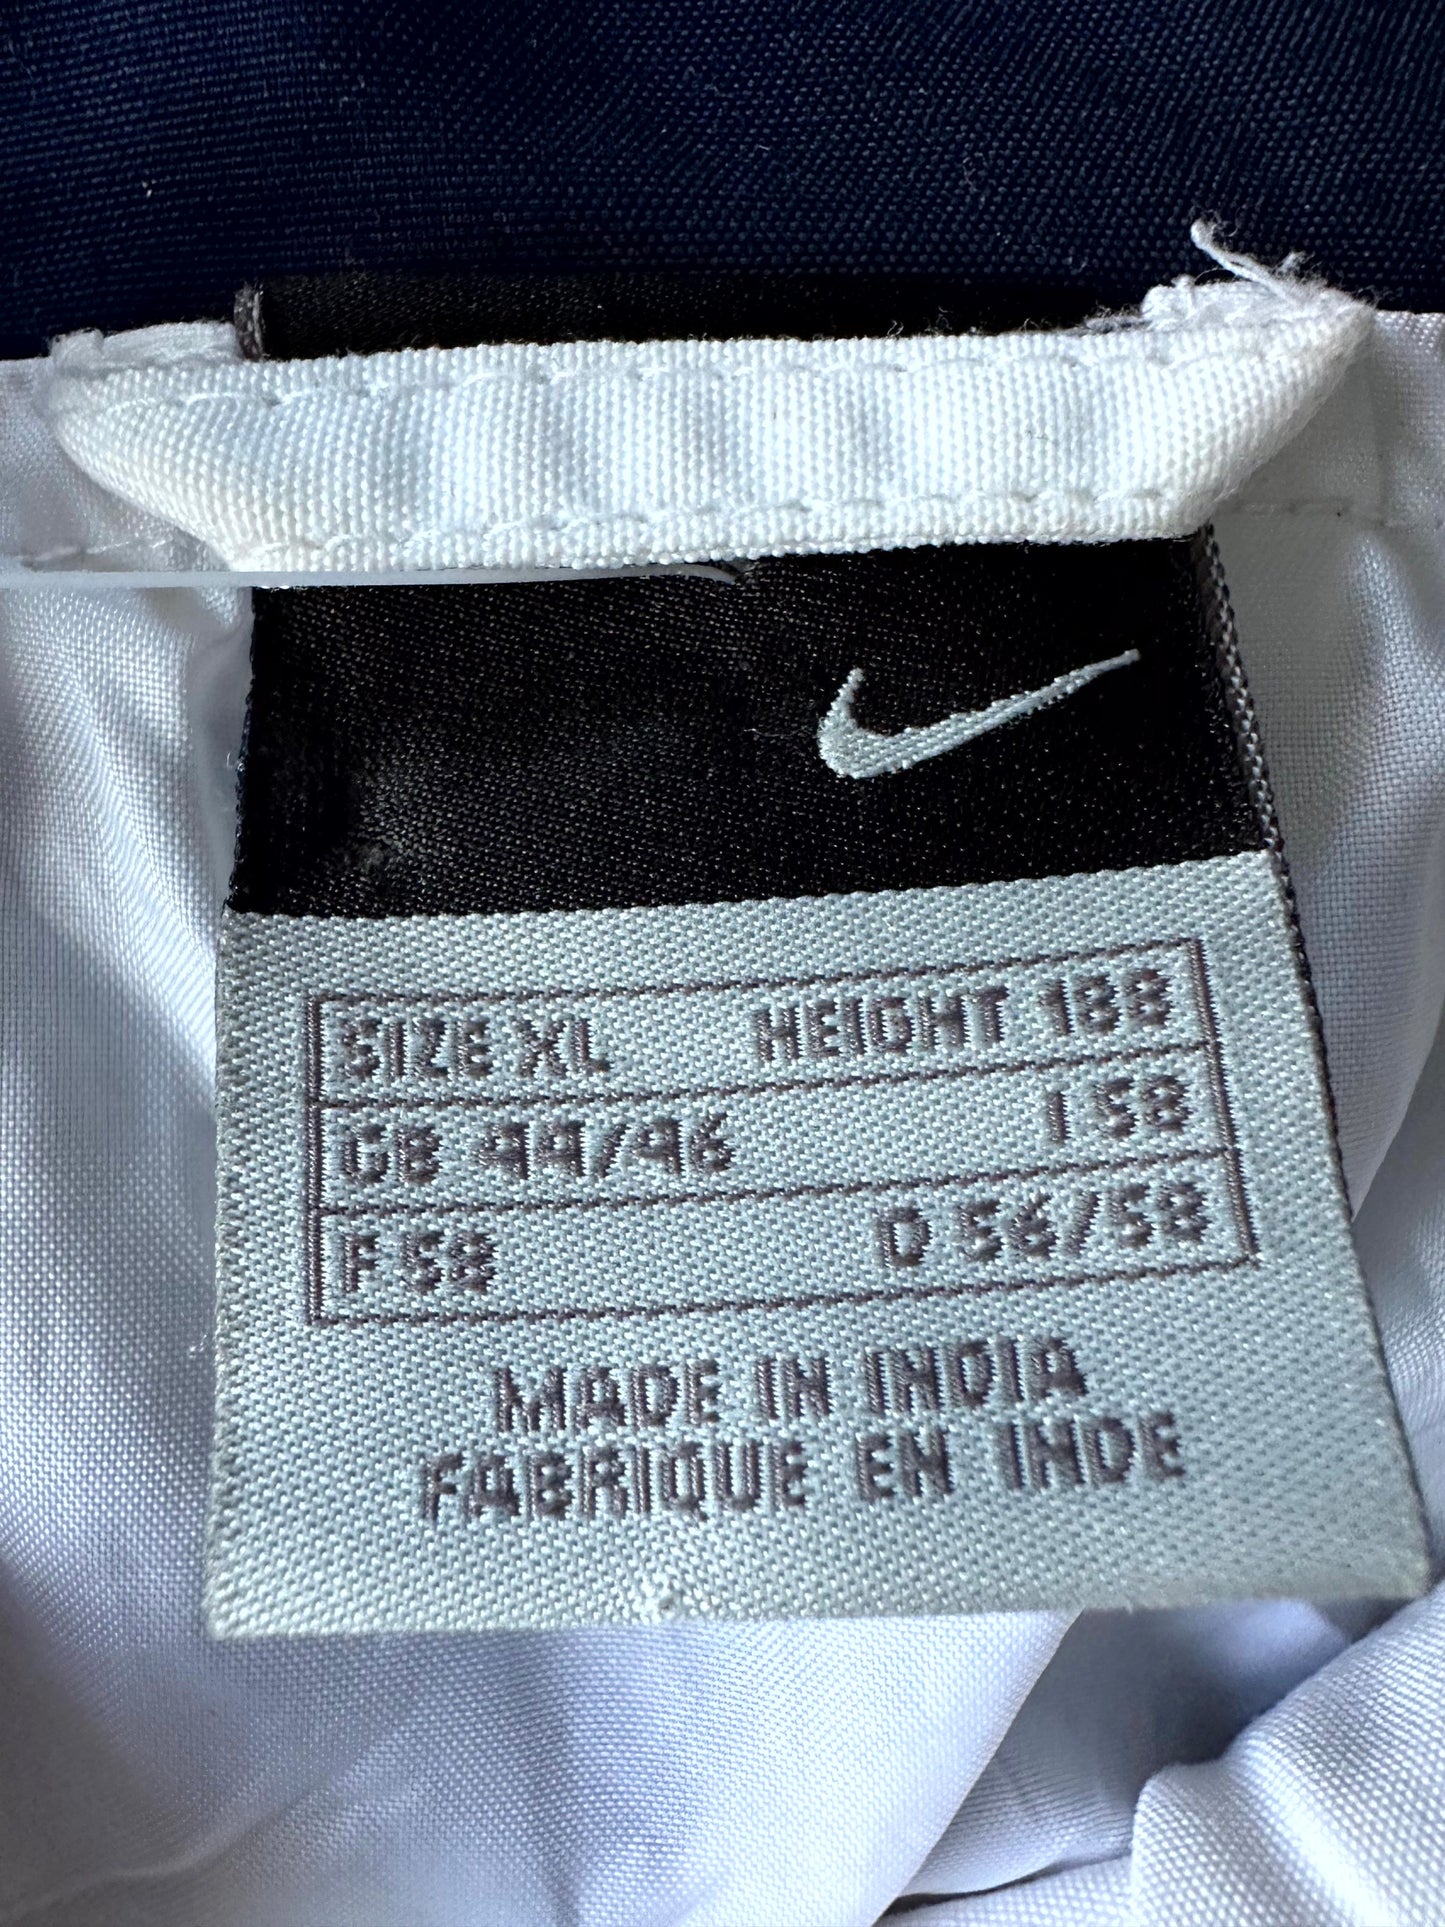 SIZE XL HEIGHT 188
GB 44/46 I 58
F 58 D 56/58
MADE IN INDIA
FABRIQUE EN INDE